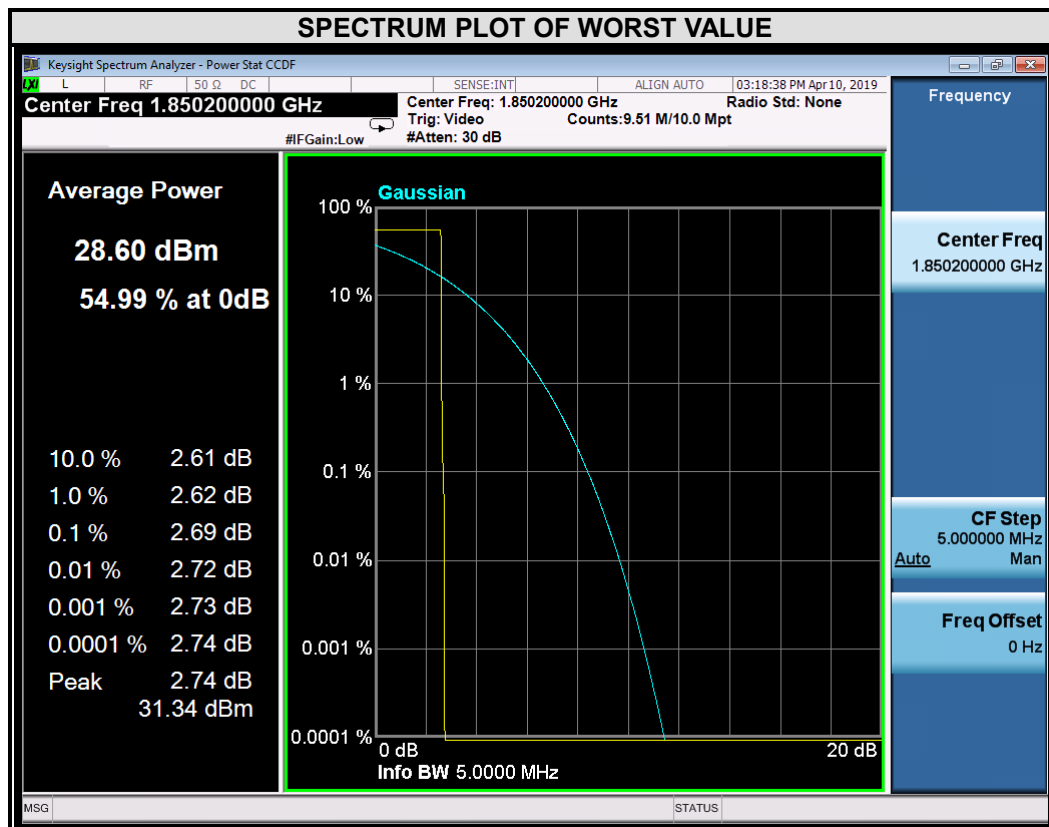 SPECTRUM PLOT OF WORST VALUE
Keysight Spectrum Analyzer - Power Stat CCDF
LXI L RF 50 Ω DC SENSE:INT ALIGN AUTO 03:18:38 PM Apr 10, 2019
Center Freq 1.850200000 GHz
#IFGain:Low
Center Freq: 1.850200000 GHz Radio Std: None
Trig: Video Counts:9.51 M/10.0 Mpt
#Atten: 30 dB
Average Power
28.60 dBm
54.99 % at 0dB
10.0 % 2.61 dB
1.0 % 2.62 dB
0.1 % 2.69 dB
0.01 % 2.72 dB
0.001 % 2.73 dB
0.0001 % 2.74 dB
Peak 2.74 dB
31.34 dBm
Gaussian
100 %
10 %
1 %
0.1 %
0.01 %
0.001 %
0.0001 %
0 dB 20 dB
Info BW 5.0000 MHz
Frequency
Center Freq
1.850200000 GHz
CF Step
5.000000 MHz
Auto Man
Freq Offset
0 Hz
MSG STATUS